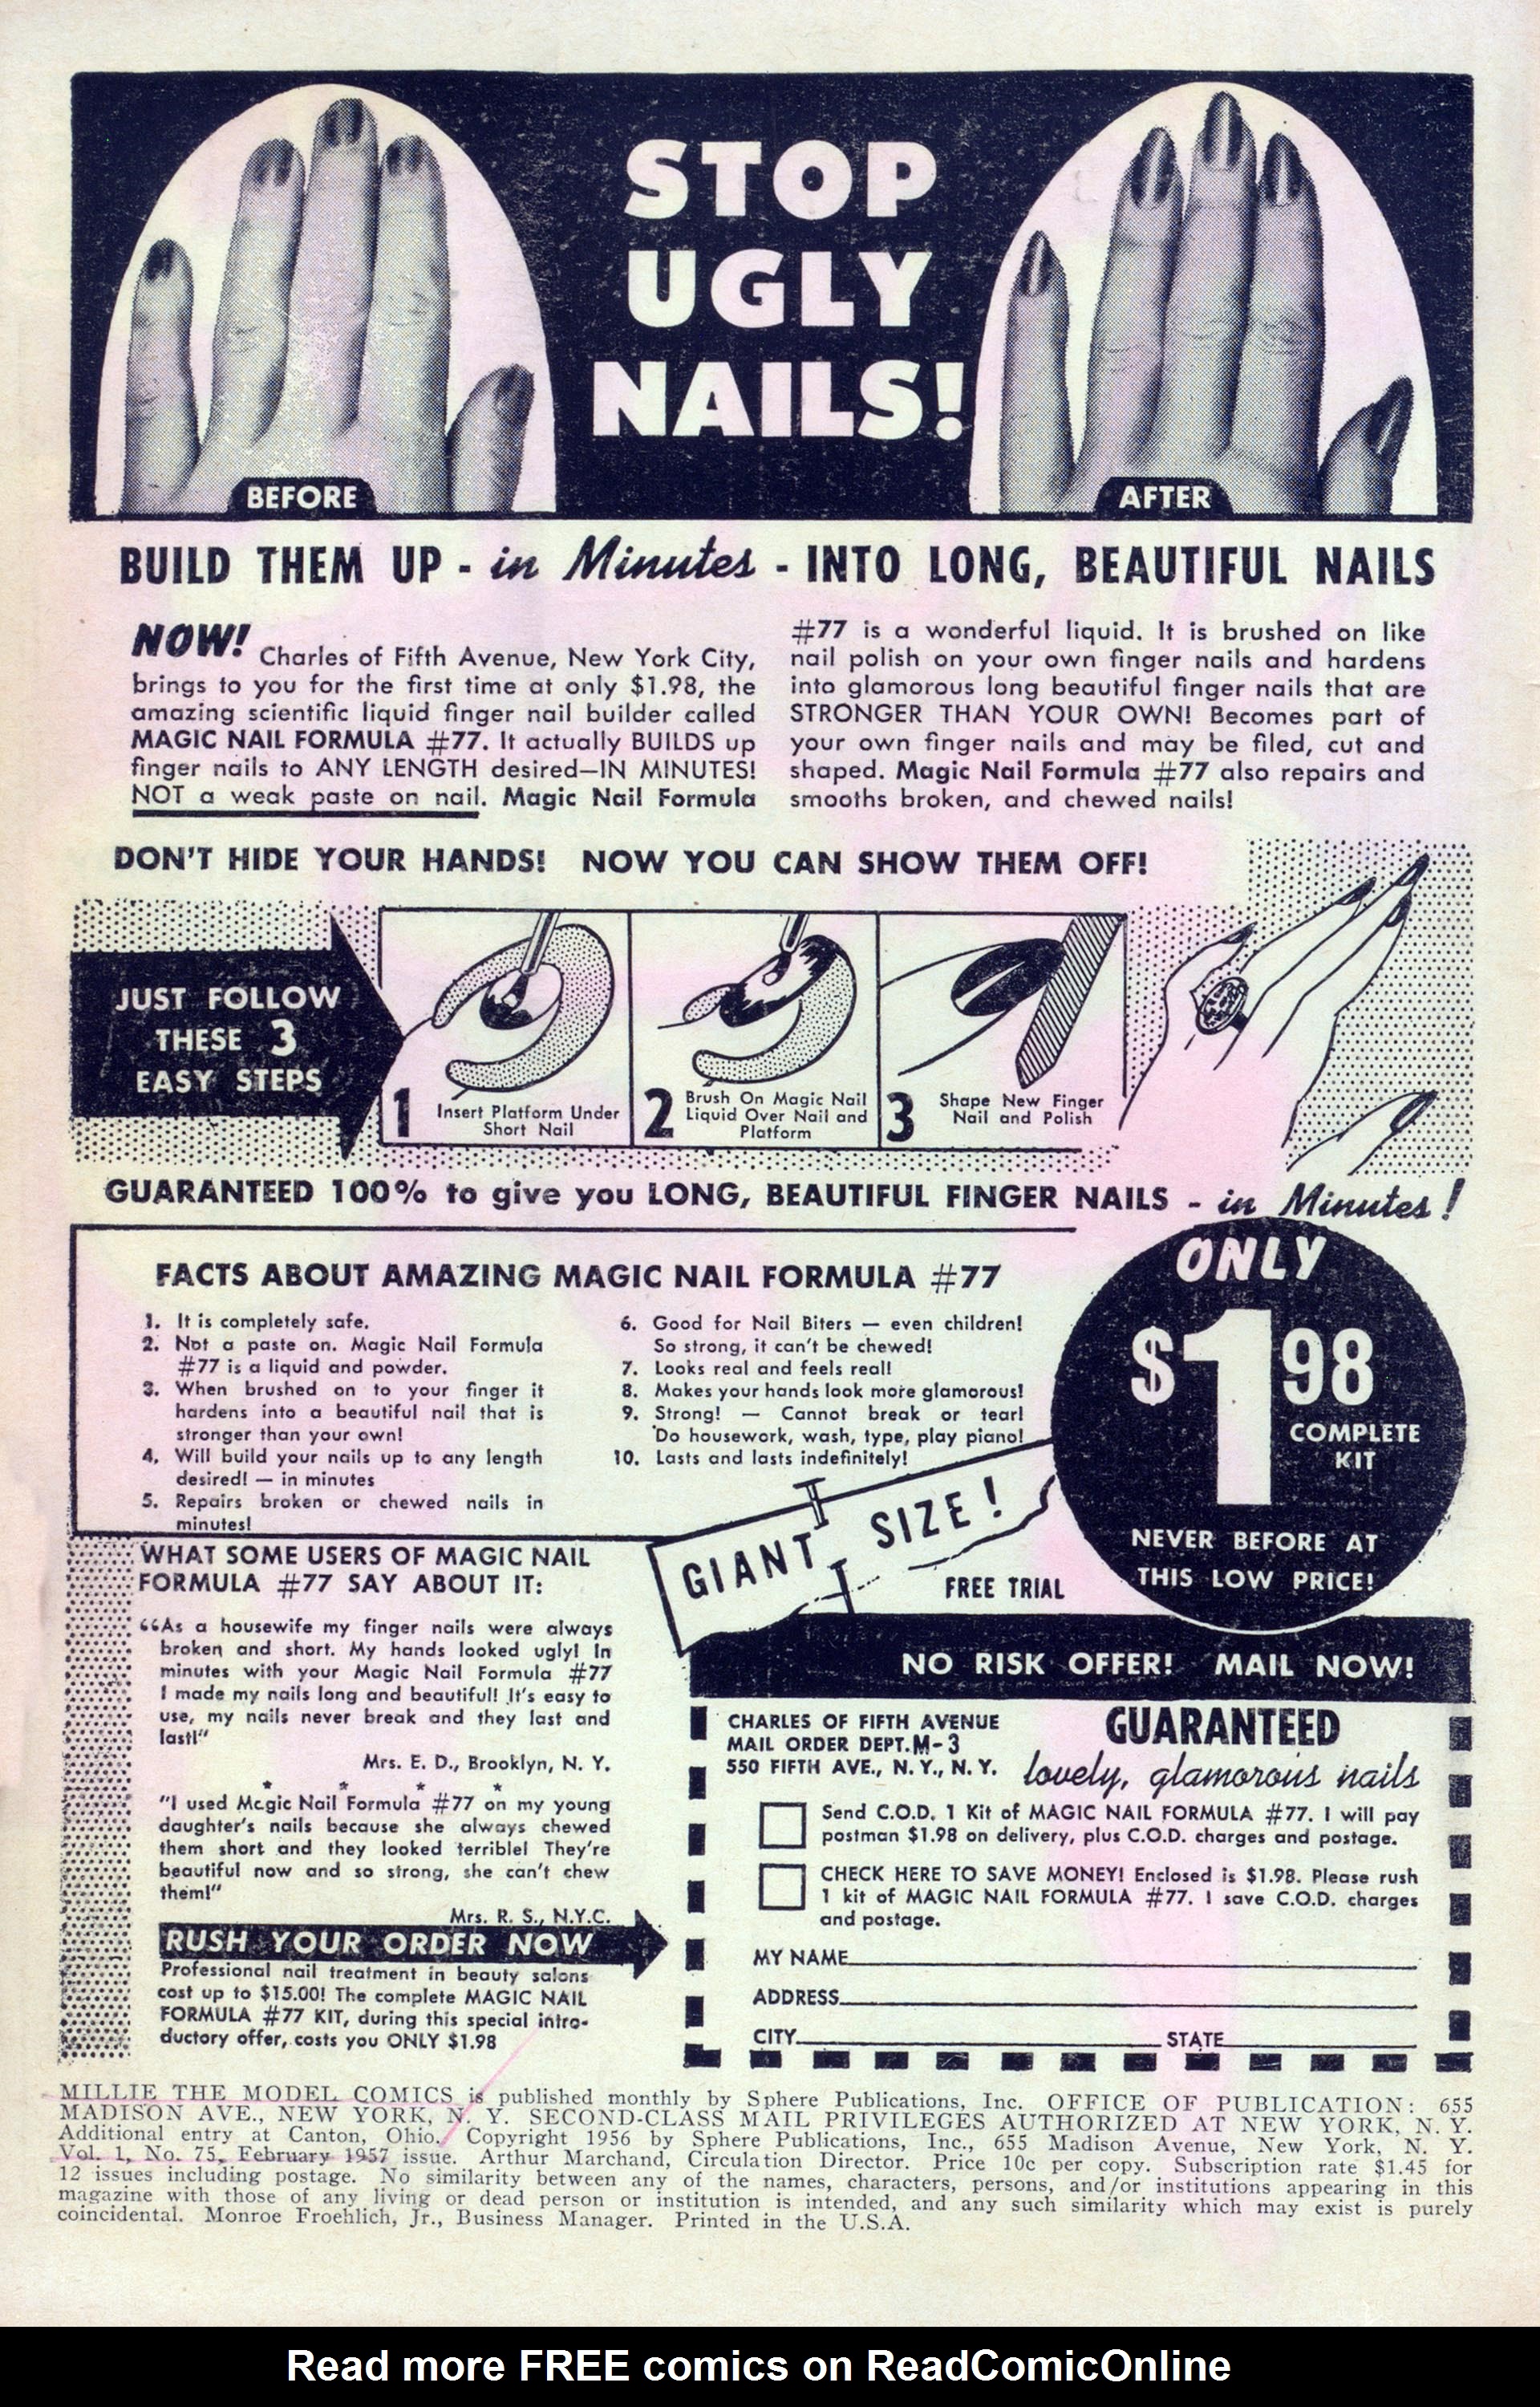 STOP
UGLY
NAILS!
BEFORE
AFTER
BUILD THEM UP - in Minutes - INTO LONG, BEAUTIFUL NAILS
NOW! Charles of Fifth Avenue, New York City,
brings to you for the first time at only $1.98, the
amazing scientific liquid finger nail builder called
MAGIC NAIL FORMULA #77. It actually BUILDS up
finger nails to ANY LENGTH desired—IN MINUTES!
NOT a weak paste on nail. Magic Nail Formula
#77 is a wonderful liquid. It is brushed on like
nail polish on your own finger nails and hardens
into glamorous long beautiful finger nails that are
STRONGER THAN YOUR OWN! Becomes part of
your own finger nails and may be filed, cut and
shaped. Magic Nail Formula #77 also repairs and
smooths broken, and chewed nails!
DON'T HIDE YOUR HANDS! NOW YOU CAN SHOW THEM OFF!
JUST FOLLOW
THESE 3
EASY STEPS
1 Insert Platform Under
Short Nail
2 Brush On Magic Nail
Liquid Over Nail and
Platform
3 Shape New Finger
Nail and Polish
GUARANTEED 100% to give you LONG, BEAUTIFUL FINGER NAILS - in Minutes!
FACTS ABOUT AMAZING MAGIC NAIL FORMULA #77
1. It is completely safe.
2. Not a paste on. Magic Nail Formula
#77 is a liquid and powder.
3. When brushed on to your finger it
hardens into a beautiful nail that is
stronger than your own!
4. Will build your nails up to any length
desired! — in minutes
5. Repairs broken or chewed nails in
minutes!
6. Good for Nail Biters — even children!
So strong, it can't be chewed!
7. Looks real and feels real!
8. Makes your hands look more glamorous!
9. Strong! — Cannot break or tear!
Do housework, wash, type, play piano!
10. Lasts and lasts indefinitely!
ONLY
$1 98
COMPLETE
KIT
NEVER BEFORE AT
THIS LOW PRICE!
GIANT SIZE!
FREE TRIAL
WHAT SOME USERS OF MAGIC NAIL
FORMULA #77 SAY ABOUT IT:
"As a housewife my finger nails were always
broken and short. My hands looked ugly! In
minutes with your Magic Nail Formula #77
I made my nails long and beautiful! It's easy to
use, my nails never break and they last and
last!"
Mrs. E. D., Brooklyn, N. Y.
* * * *
"I used Magic Nail Formula #77 on my young
daughter's nails because she always chewed
them short and they looked terrible! They're
beautiful now and so strong, she can't chew
them!"
Mrs. R. S., N.Y.C.
RUSH YOUR ORDER NOW
Professional nail treatment in beauty salons
cost up to $15.00! The complete MAGIC NAIL
FORMULA #77 KIT, during this special intro-
ductory offer, costs you ONLY $1.98
NO RISK OFFER! MAIL NOW!
CHARLES OF FIFTH AVENUE
MAIL ORDER DEPT. M-3
550 FIFTH AVE., N. Y., N. Y.
GUARANTEED
lovely, glamorous nails
Send C.O.D. 1 Kit of MAGIC NAIL FORMULA #77. I will pay
postman $1.98 on delivery, plus C.O.D. charges and postage.
CHECK HERE TO SAVE MONEY! Enclosed is $1.98. Please rush
1 kit of MAGIC NAIL FORMULA #77. I save C.O.D. charges
and postage.
MY NAME
ADDRESS
CITY STATE
MILLIE THE MODEL COMICS is published monthly by Sphere Publications, Inc. OFFICE OF PUBLICATION: 655
MADISON AVE., NEW YORK, N. Y. SECOND-CLASS MAIL PRIVILEGES AUTHORIZED AT NEW YORK, N. Y.
Additional entry at Canton, Ohio. Copyright 1956 by Sphere Publications, Inc., 655 Madison Avenue, New York, N. Y.
Vol. 1, No. 75, February 1957 issue. Arthur Marchand, Circulation Director. Price 10c per copy. Subscription rate $1.45 for
12 issues including postage. No similarity between any of the names, characters, persons, and/or institutions appearing in this
magazine with those of any living or dead person or institution is intended, and any such similarity which may exist is purely
coincidental. Monroe Froehlich, Jr., Business Manager. Printed in the U.S.A.
Read more FREE comics on ReadComicOnline